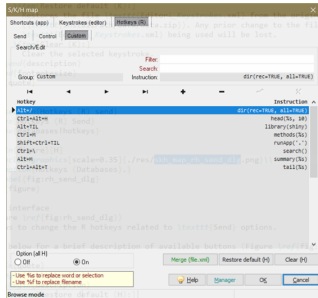 S/K/H map
Shortcuts (app) Keystrokes (editor) Hotkeys (R)
Send Control Custom
Search/Edit
Filter:
Search:
Group: Custom Instruction: dir(rec=TRUE, all=TRUE)
Hotkey Instruction
Alt+/ dir(rec=TRUE, all=TRUE)
Ctrl+Alt+H head(%s, 10)
Alt+TIL library(shiny)
Ctrl+Alt+M methods(%s)
Shift+Ctrl+TIL runApp('.')
Ctrl+\ search()
Alt+M summary(%s)
Ctrl+Alt+T tail(%s)
Option (all H)
Off On
Merge (file.xml) Restore default (H) Clear (H)
- Use %s to replace word or selection
- Use %f to replace filename
Help Manager OK Cancel
Browse mode